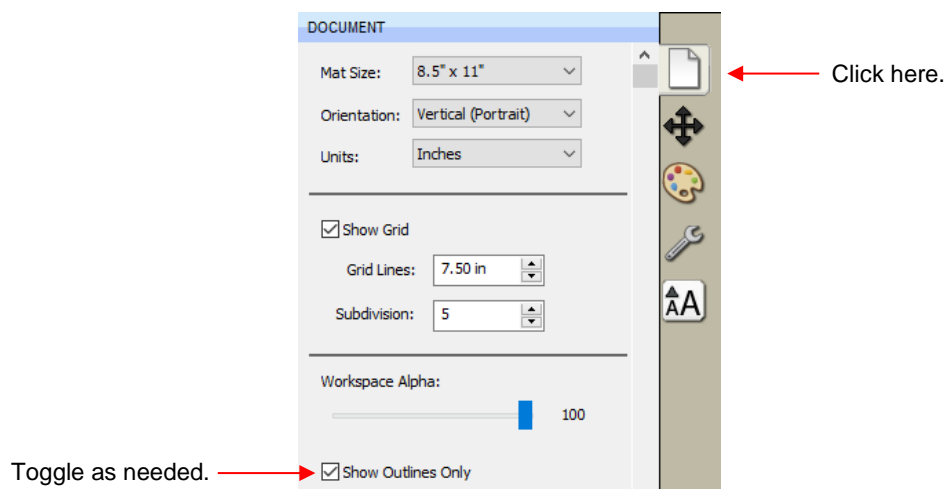 DOCUMENT
Mat Size: 8.5" x 11"
Click here.
Orientation: Vertical (Portrait)
Units: Inches
Show Grid
Grid Lines: 7.50 in
Subdivision: 5
AA
Workspace Alpha:
100
Toggle as needed.
Show Outlines Only